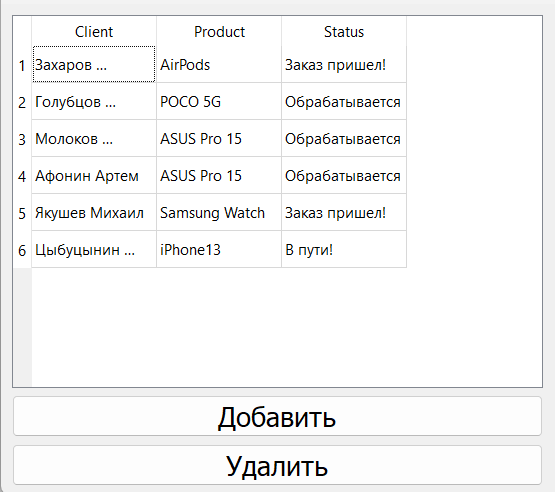 Client Product Status
1 Захаров ... AirPods Заказ пришел!
2 Голубцов ... POCO 5G Обрабатывается
3 Молоков ... ASUS Pro 15 Обрабатывается
4 Афонин Артем ASUS Pro 15 Обрабатывается
5 Якушев Михаил Samsung Watch Заказ пришел!
6 Цыбуцынин ... iPhone13 В пути!
Добавить
Удалить